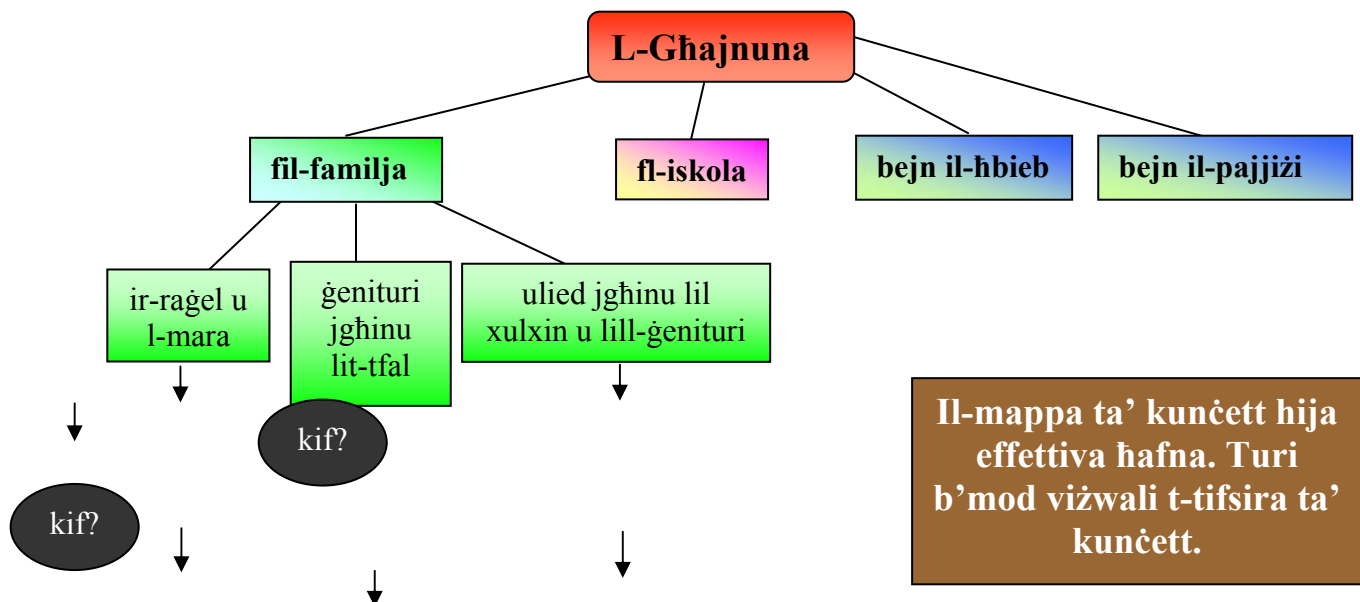 L-Għajnuna
fil-familja
fl-iskola
bejn il-ħbieb
bejn il-pajjiżi
ir-raġel u
l-mara
ġenituri
jgħinu
lit-tfal
ulied jgħinu lil
xulxin u lill-ġenituri
kif?
kif?
Il-mappa ta’ kunċett hija
effettiva ħafna. Turi
b’mod viżwali t-tifsira ta’
kunċett.